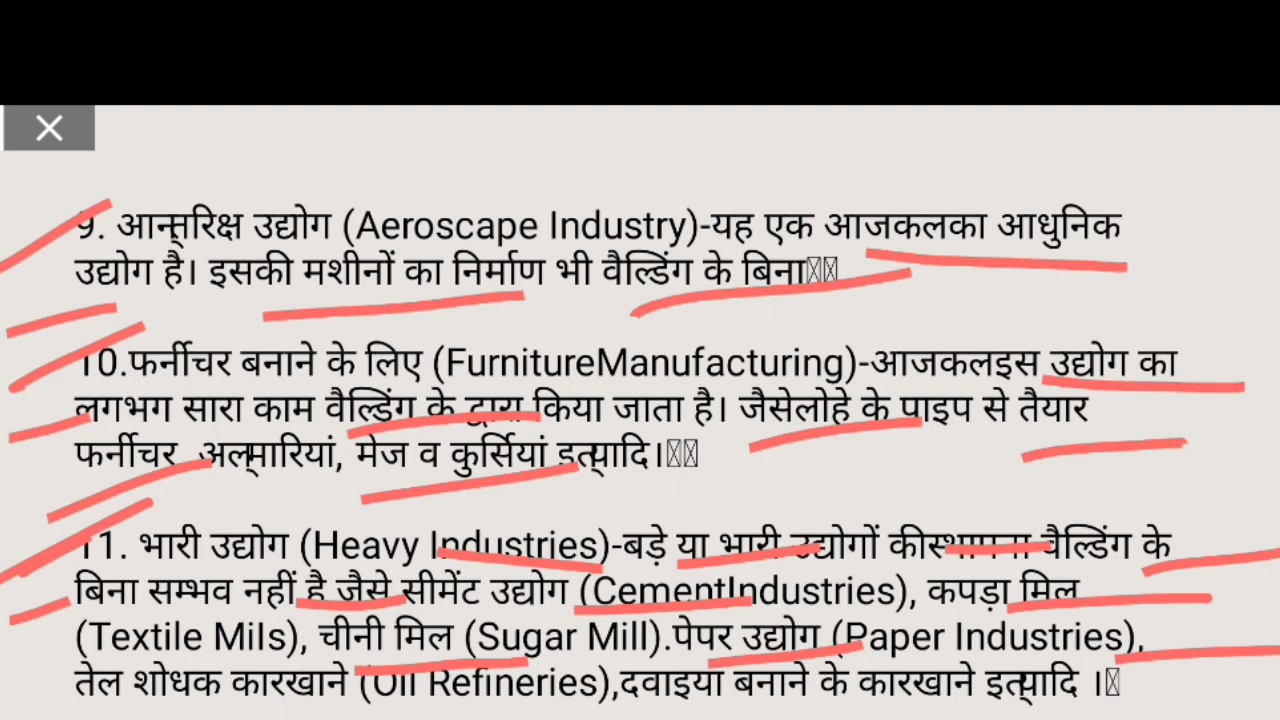 9. आन्तरिक्ष उद्योग (Aeroscape Industry)-यह एक आजकलका आधुनिक
उद्योग है। इसकी मशीनों का निर्माण भी वैल्डिंग के बिना
10.फर्नीचर बनाने के लिए (FurnitureManufacturing)-आजकलइस उद्योग का
लगभग सारा काम वैल्डिंग के द्वारा किया जाता है। जैसेलोहे के पाइप से तैयार
फर्नीचर अल्मारियां, मेज व कुर्सियां इत्यादि।
11. भारी उद्योग (Heavy Industries)-बड़े या भारी उद्योगों कीस्थापना वैल्डिंग के
बिना सम्भव नहीं है जैसे सीमेंट उद्योग (CementIndustries), कपड़ा मिल
(Textile Mils), चीनी मिल (Sugar Mill).पेपर उद्योग (Paper Industries),
तेल शोधक कारखाने (Oil Refineries),दवाइया बनाने के कारखाने इत्यादि ।